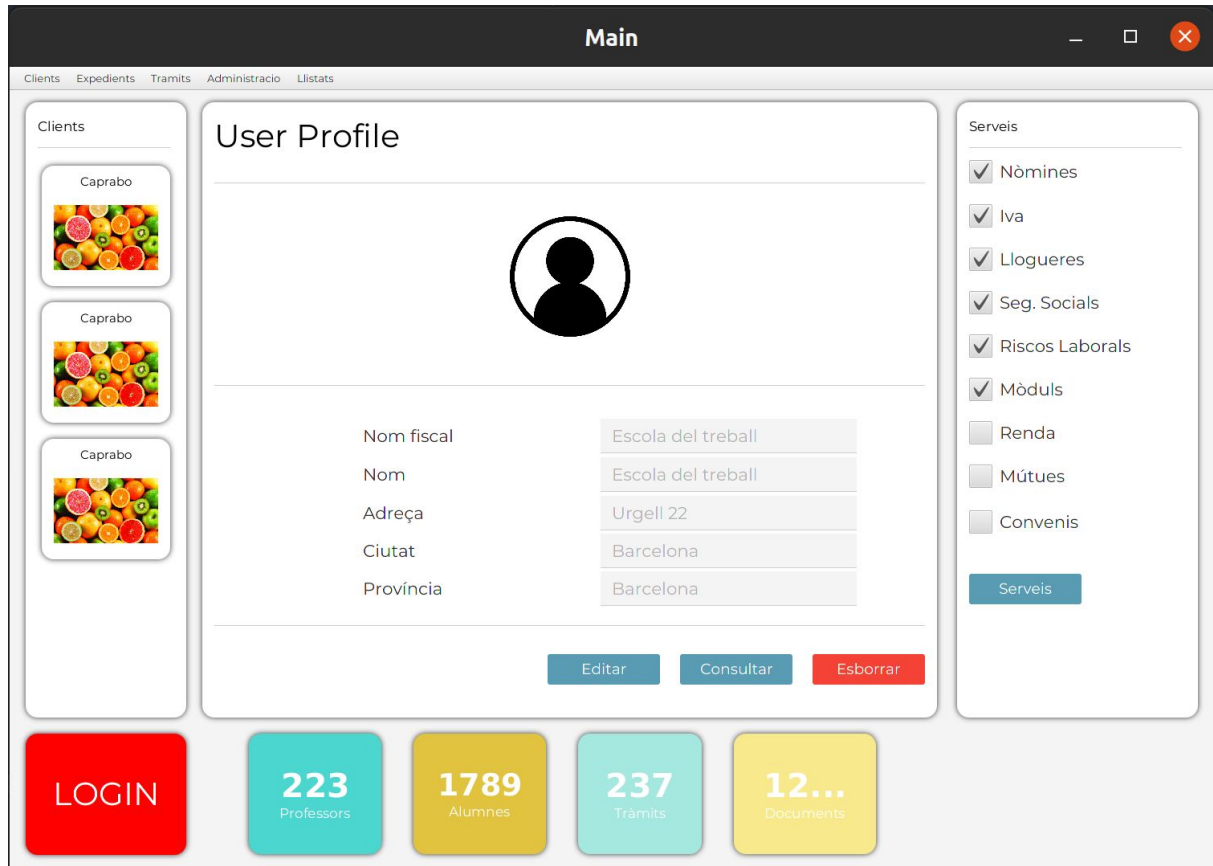 Main
Clients Expedients Tramits Administracio Llistats
Clients
Caprabo
Caprabo
Caprabo
User Profile
Nom fiscal Escola del treball
Nom Escola del treball
Adreça Urgell 22
Ciutat Barcelona
Província Barcelona
Editar Consultar Esborrar
Serveis
Nòmines
Iva
Llogueres
Seg. Socials
Riscos Laborals
Mòduls
Renda
Mútues
Convenis
Serveis
LOGIN
223
Professors
1789
Alumnes
237
Tràmits
12...
Documents